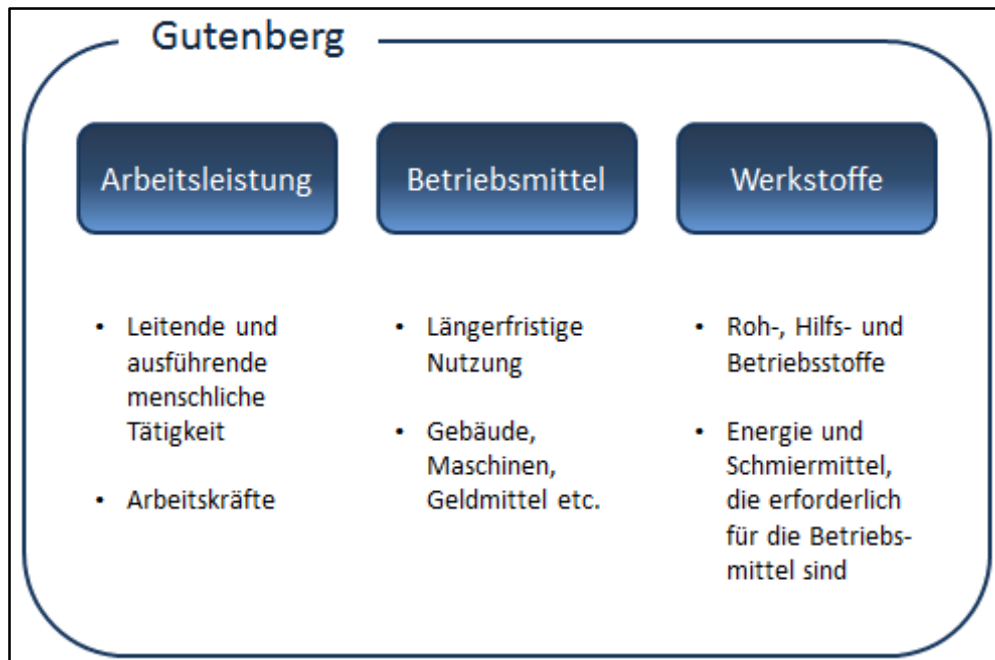 Gutenberg
Arbeitsleistung
Betriebsmittel
Werkstoffe
• Leitende und
ausführende
menschliche
Tätigkeit
• Arbeitskräfte
• Längerfristige
Nutzung
• Gebäude,
Maschinen,
Geldmittel etc.
• Roh-, Hilfs- und
Betriebsstoffe
• Energie und
Schmiermittel,
die erforderlich
für die Betriebs-
mittel sind